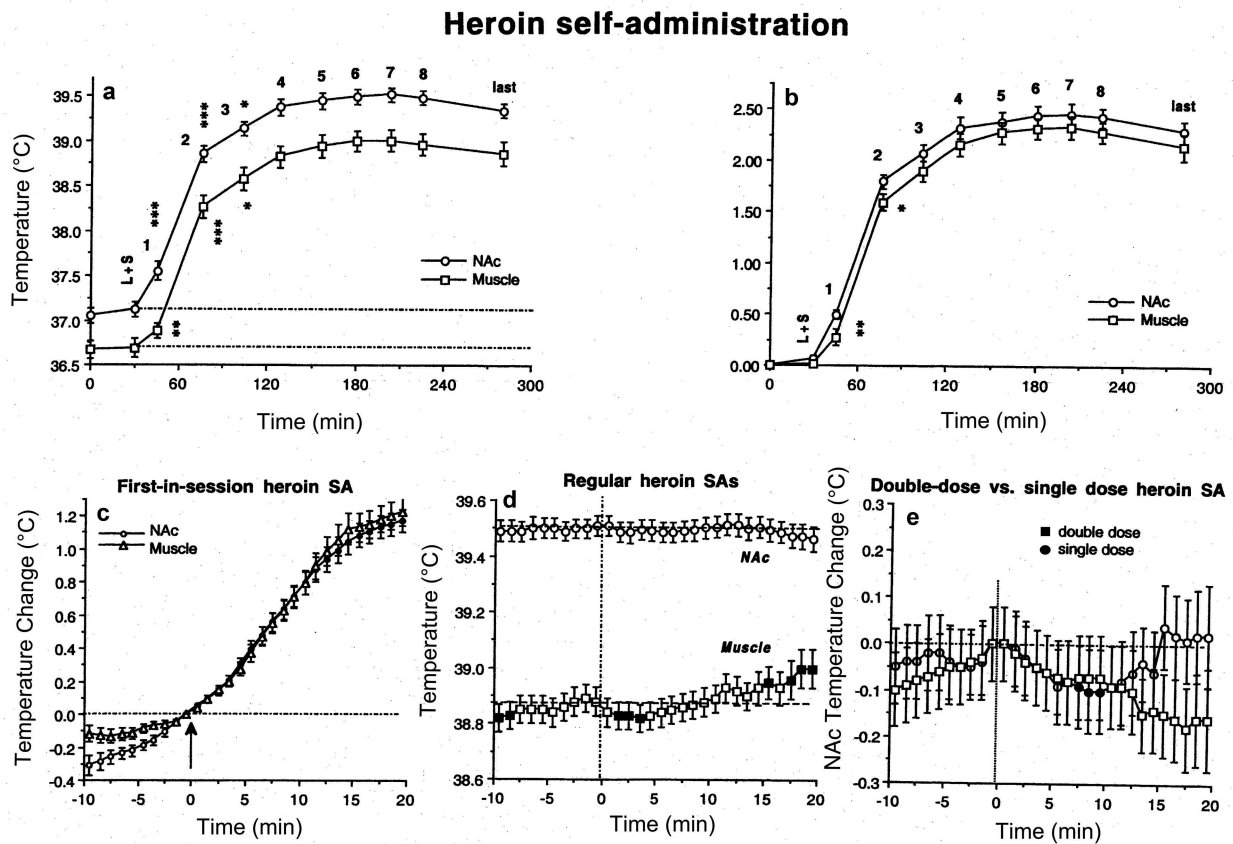 Heroin self-administration
a
Temperature (°C)
39.5
39.0
38.5
38.0
37.5
37.0
36.5
L + S
1
2
3
4
5
6
7
8
last
***
***
*
**
***
*
NAc
Muscle
0
60
120
180
240
300
Time (min)
b
2.50
2.00
1.50
1.00
0.50
0.00
L + S
1
2
3
4
5
6
7
8
last
**
*
NAc
Muscle
0
60
120
180
240
300
Time (min)
First-in-session heroin SA
c
Temperature Change (°C)
1.2
1.0
0.8
0.6
0.4
0.2
0.0
-0.2
-0.4
NAc
Muscle
-10
-5
0
5
10
15
20
Time (min)
Regular heroin SAs
d
Temperature (°C)
39.6
39.4
39.2
39.0
38.8
38.6
NAc
Muscle
-10
-5
0
5
10
15
20
Time (min)
Double-dose vs. single dose heroin SA
e
NAc Temperature Change (°C)
0.3
0.2
0.1
0.0
-0.1
-0.2
-0.3
double dose
single dose
-10
-5
0
5
10
15
20
Time (min)